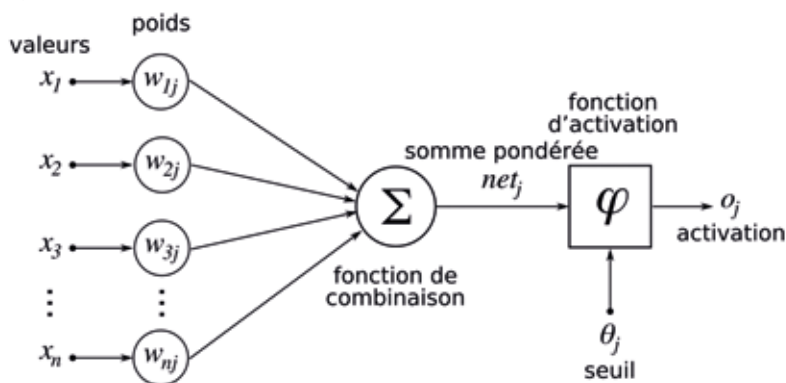 poids
valeurs
x₁
w₁ⱼ
x₂
w₂ⱼ
x₃
w₃ⱼ
⋮ ⋮
xₙ
wₙⱼ
Σ
fonction de
combinaison
somme pondérée
netⱼ
fonction
d'activation
φ
oⱼ
activation
θⱼ
seuil